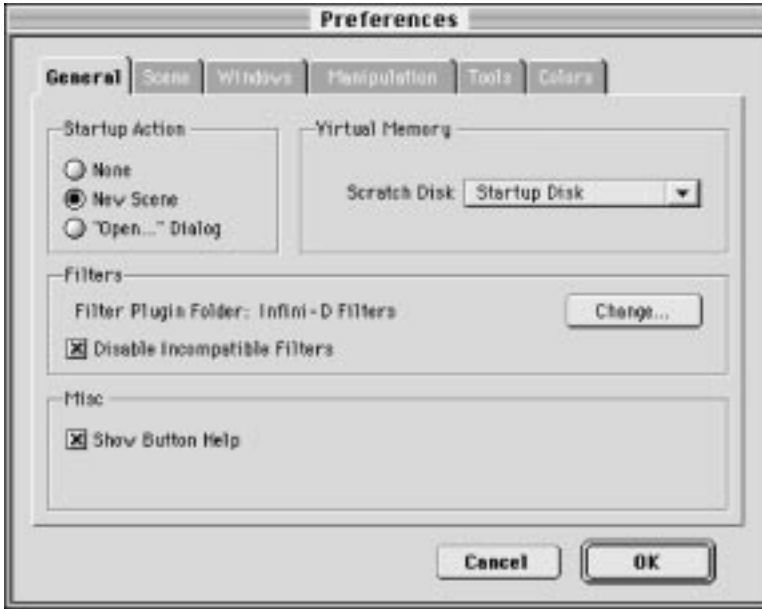 Preferences
General Scene Windows Manipulation Tools Colors
Startup Action
None
New Scene
"Open..." Dialog
Virtual Memory
Scratch Disk Startup Disk
Filters
Filter Plugin Folder: Infini-D Filters Change...
Disable Incompatible Filters
Misc
Show Button Help
Cancel OK